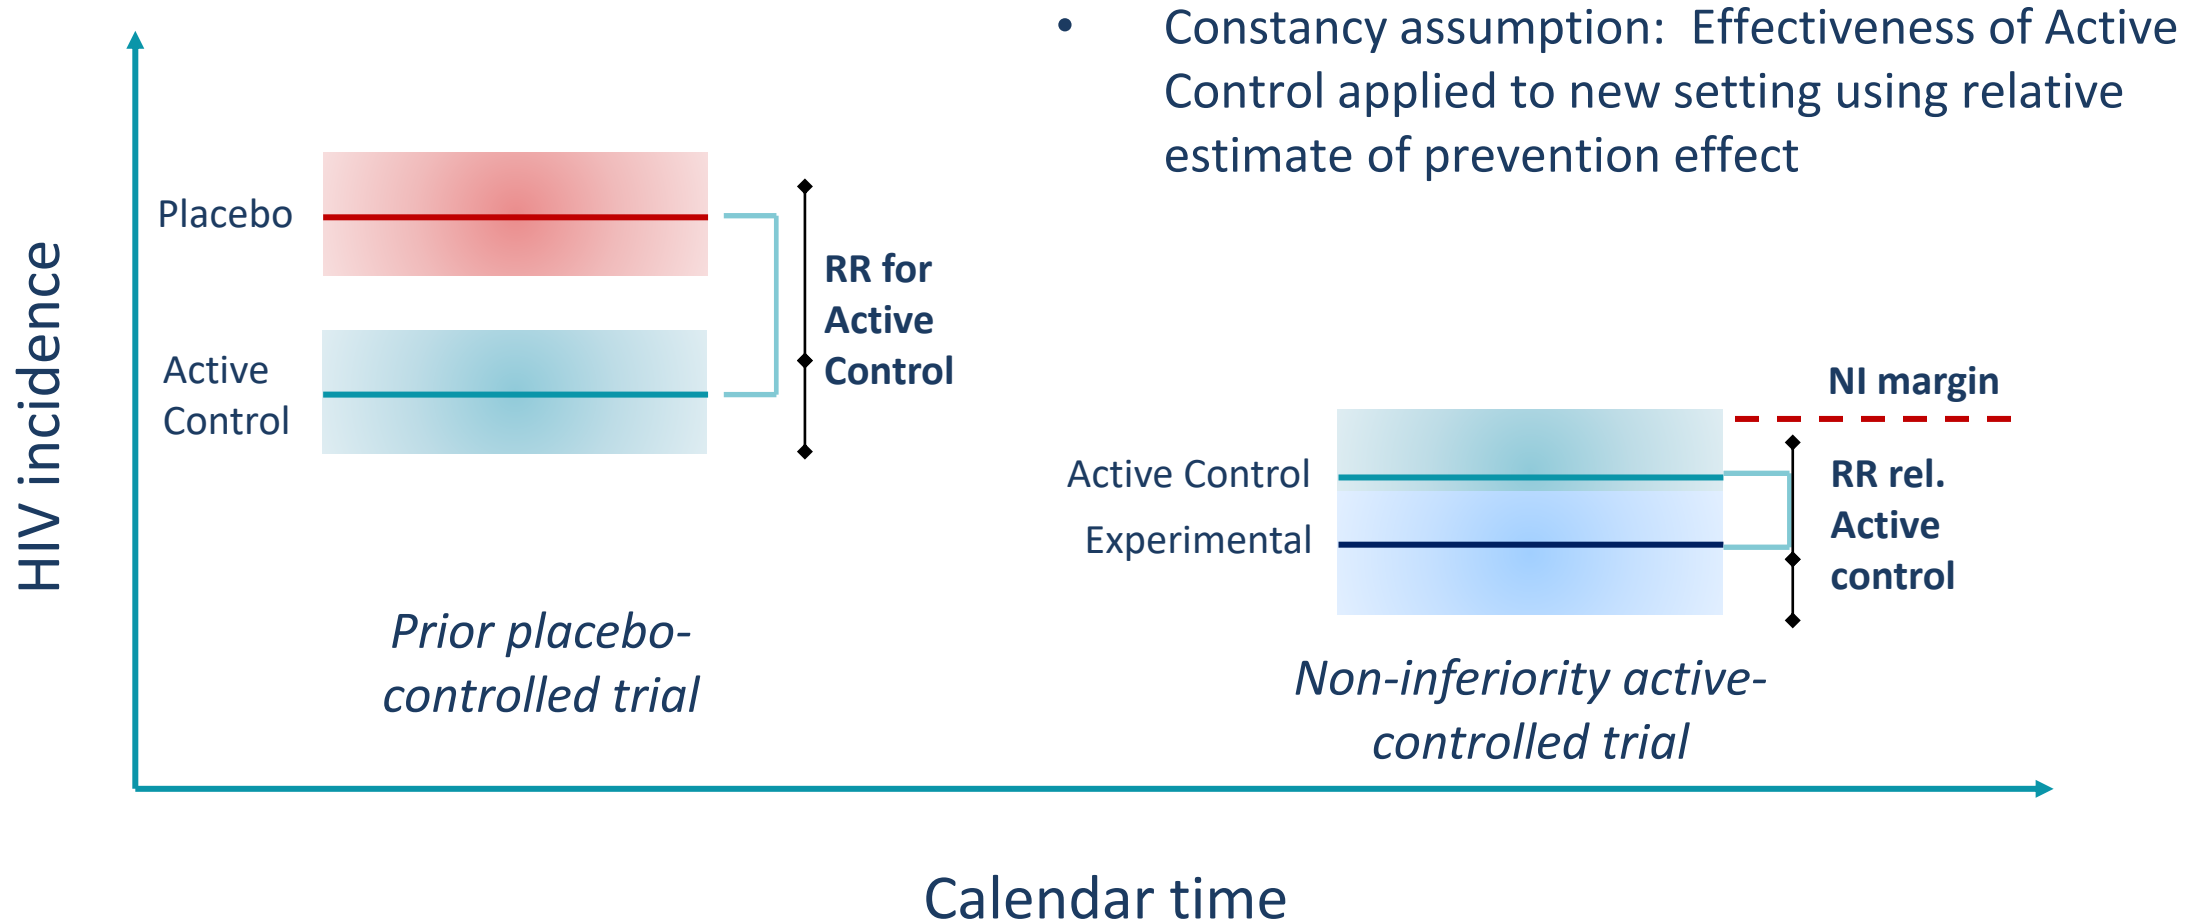 • Constancy assumption:  Effectiveness of Active
Control applied to new setting using relative
estimate of prevention effect
Placebo
RR for
Active
Control
Active
Control
HIV incidence
NI margin
Active Control
Experimental
RR rel.
Active
control
Prior placebo-
controlled trial
Non-inferiority active-
controlled trial
Calendar time